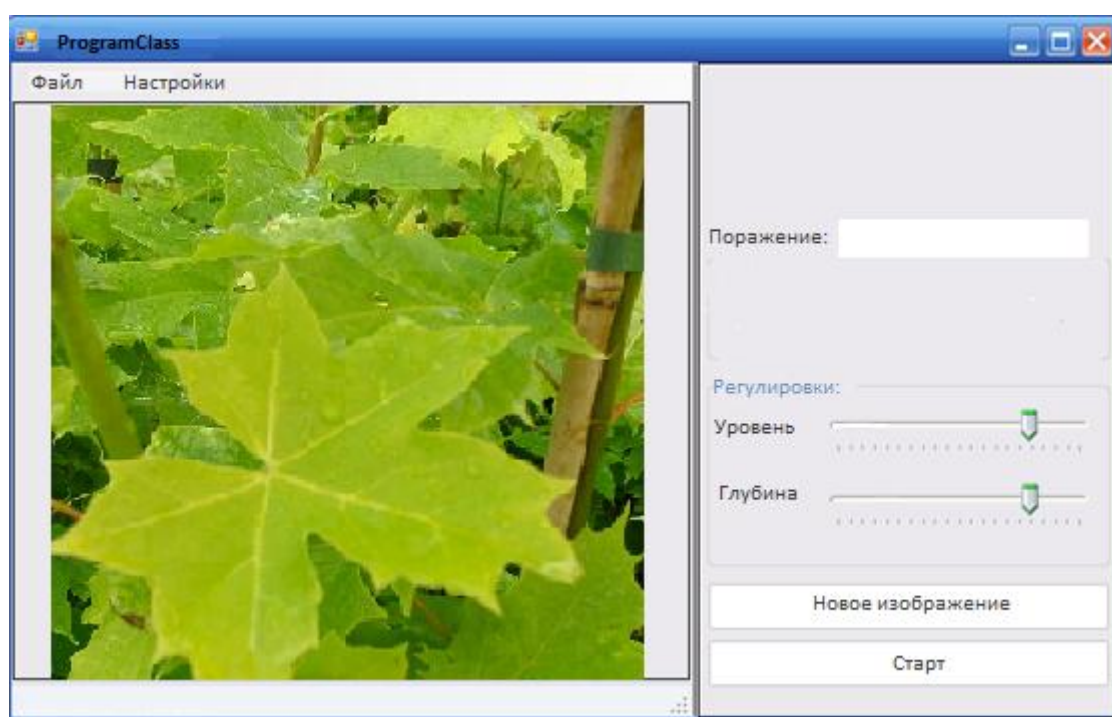 ProgramClass
Файл Настройки
Поражение:
Регулировки:
Уровень
Глубина
Новое изображение
Старт